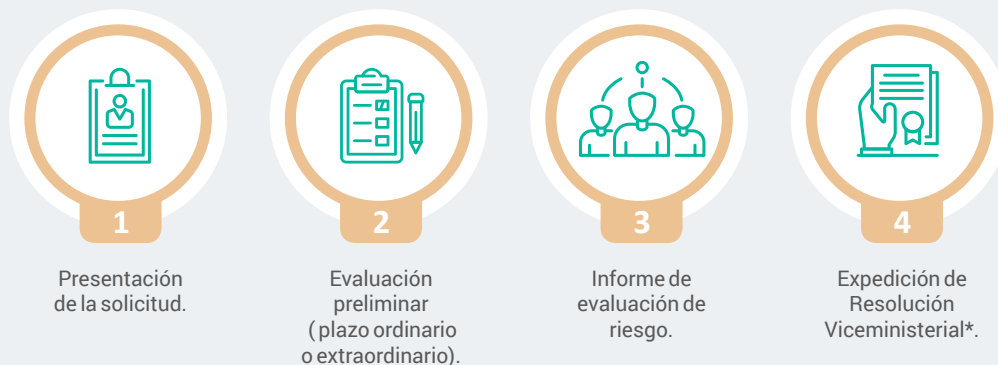 1
Presentación
de la solicitud.
2
Evaluación
preliminar
( plazo ordinario
o extraordinario).
3
Informe de
evaluación de
riesgo.
4
Expedición de
Resolución
Viceministerial*.